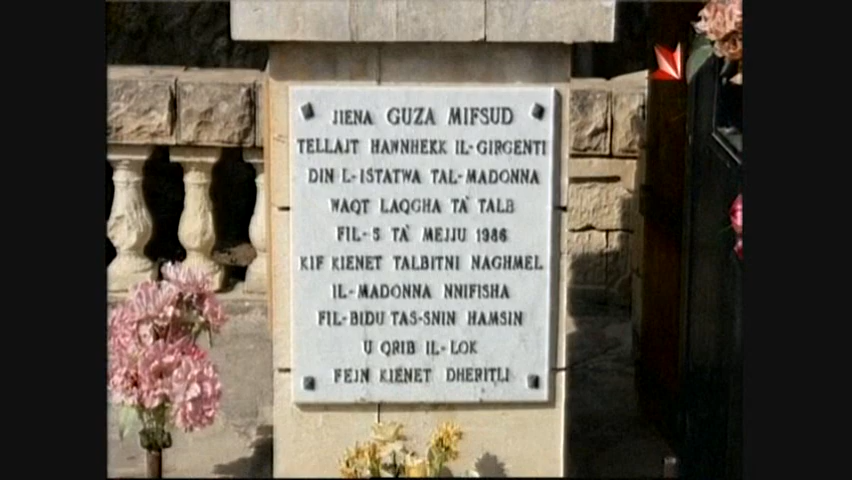 JIENA GUZA MIFSUD
TELLAJT HAWNHEKK IL-GIRGENTI
DIN L-ISTATWA TAL-MADONNA
WAQT LAQGHA TA' TALB
FIL-5 TA' MEJJU 1986
KIF KIENET TALBITNI NAGHMEL
IL-MADONNA NNIFISHA
FIL-BIDU TAS-SNIN HAMSIN
U QRIB IL-LOK
FEJN KIENET DHERITLI